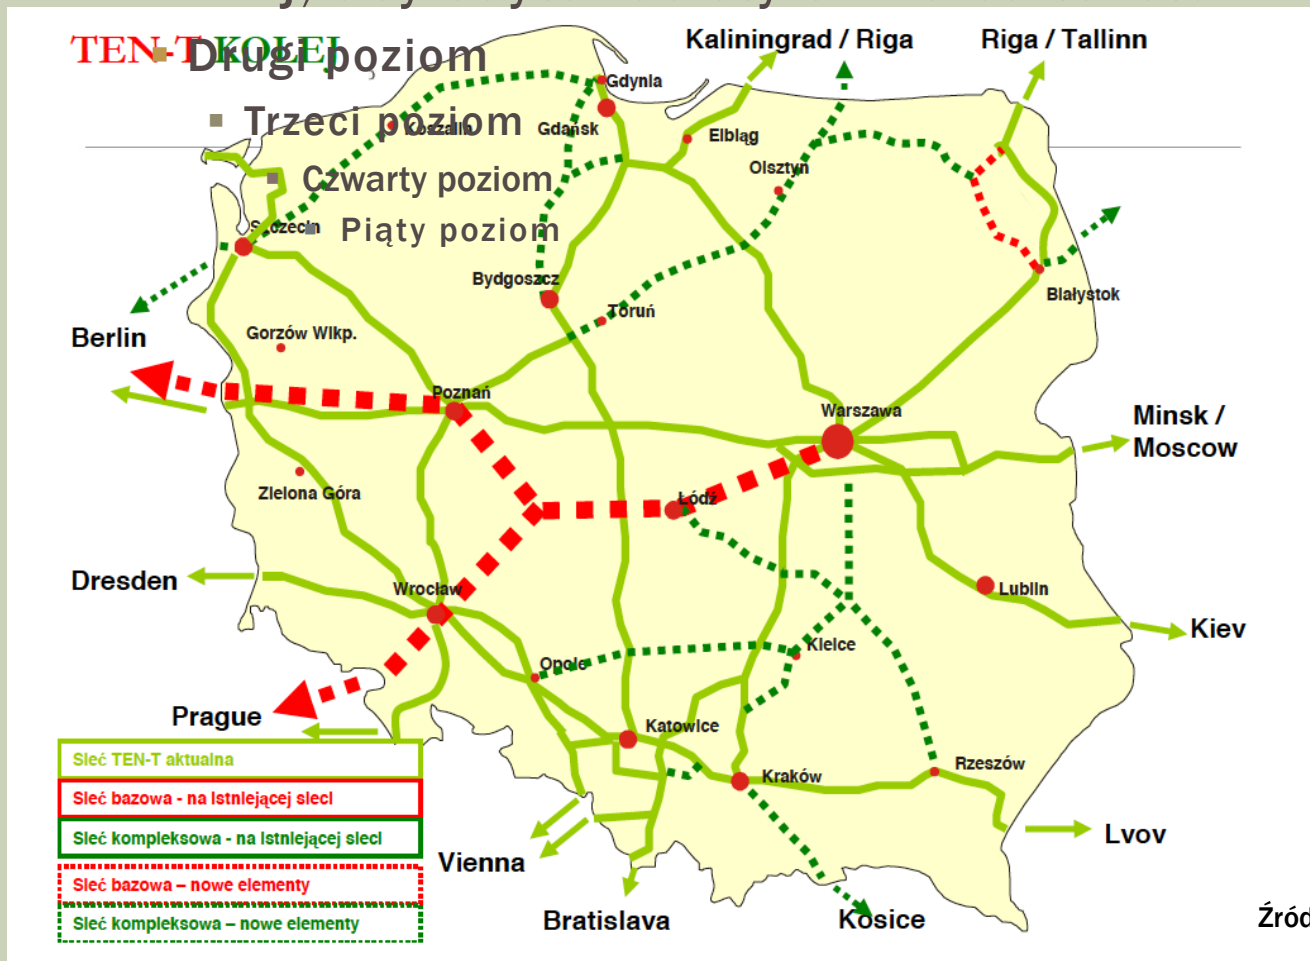 TEN-T KOLEJ
Drugi poziom
Trzeci poziom
Czwarty poziom
Piąty poziom
Kaliningrad / Riga
Riga / Tallinn
Gdynia
Koszalin
Gdańsk
Elbląg
Olsztyn
Szczecin
Bydgoszcz
Toruń
Białystok
Berlin
Gorzów Wlkp.
Poznań
Warszawa
Minsk /
Moscow
Zielona Góra
Łódź
Dresden
Wrocław
Lublin
Kiev
Kielce
Opole
Prague
Katowice
Kraków
Rzeszów
Sieć TEN-T aktualna
Sieć bazowa - na istniejącej sieci
Sieć kompleksowa - na istniejącej sieci
Sieć bazowa – nowe elementy
Sieć kompleksowa – nowe elementy
Vienna
Lvov
Bratislava
Kosice